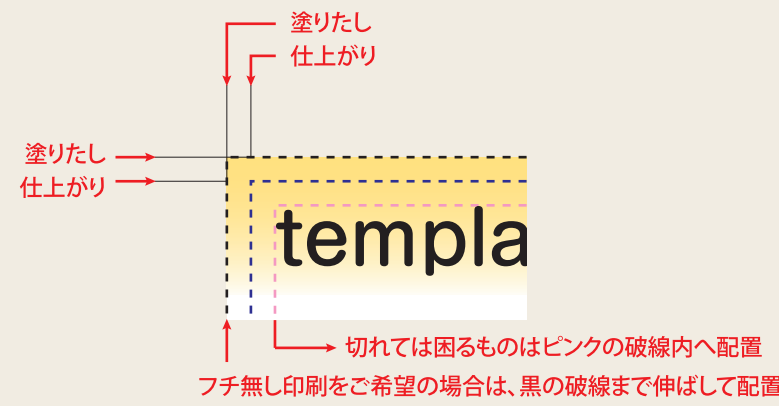 塗りたし
仕上がり
塗りたし
仕上がり
templa
切れては困るものはピンクの破線内へ配置
フチ無し印刷をご希望の場合は、黒の破線まで伸ばして配置